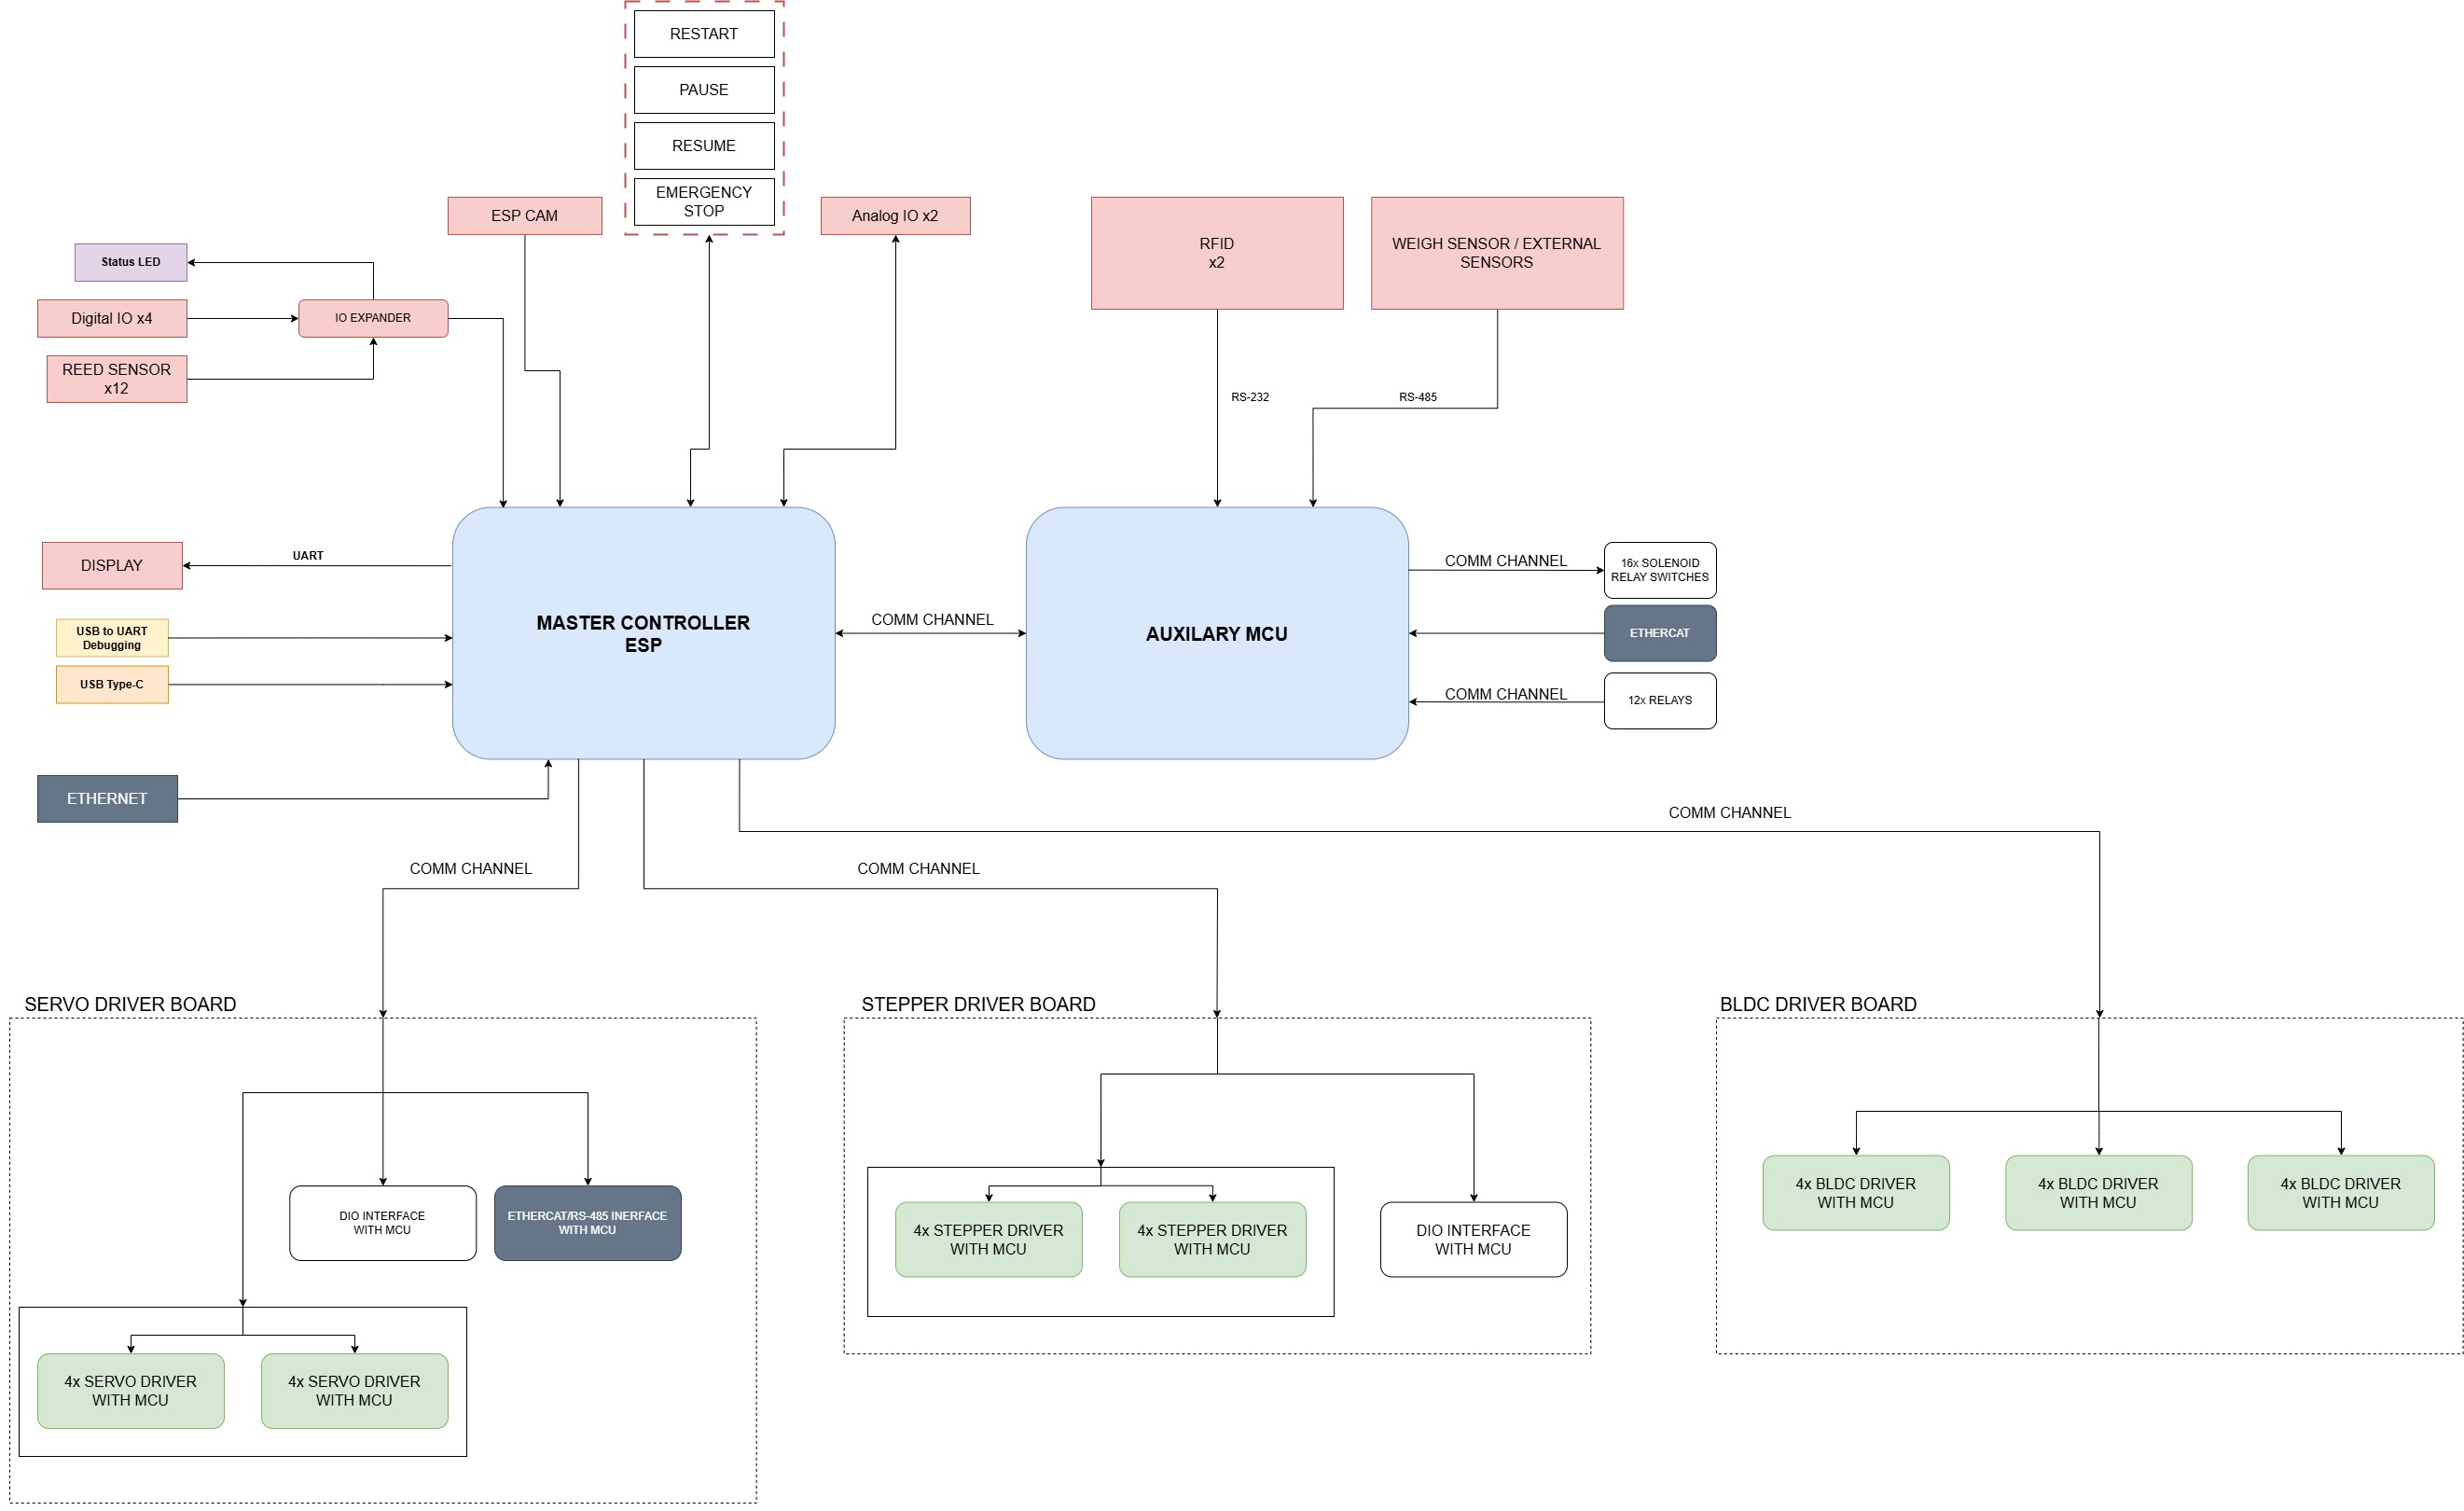 RESTART
PAUSE
RESUME
EMERGENCY
STOP
ESP CAM
Analog IO x2
RFID
x2
WEIGH SENSOR / EXTERNAL
SENSORS
Status LED
Digital IO x4
IO EXPANDER
REED SENSOR
x12
RS-232
RS-485
DISPLAY
UART
USB to UART
Debugging
USB Type-C
MASTER CONTROLLER
ESP
COMM CHANNEL
AUXILARY MCU
COMM CHANNEL
16x SOLENOID
RELAY SWITCHES
ETHERCAT
COMM CHANNEL
12x RELAYS
ETHERNET
COMM CHANNEL
COMM CHANNEL
COMM CHANNEL
SERVO DRIVER BOARD
DIO INTERFACE
WITH MCU
ETHERCAT/RS-485 INERFACE
WITH MCU
4x SERVO DRIVER
WITH MCU
4x SERVO DRIVER
WITH MCU
STEPPER DRIVER BOARD
4x STEPPER DRIVER
WITH MCU
4x STEPPER DRIVER
WITH MCU
DIO INTERFACE
WITH MCU
BLDC DRIVER BOARD
4x BLDC DRIVER
WITH MCU
4x BLDC DRIVER
WITH MCU
4x BLDC DRIVER
WITH MCU